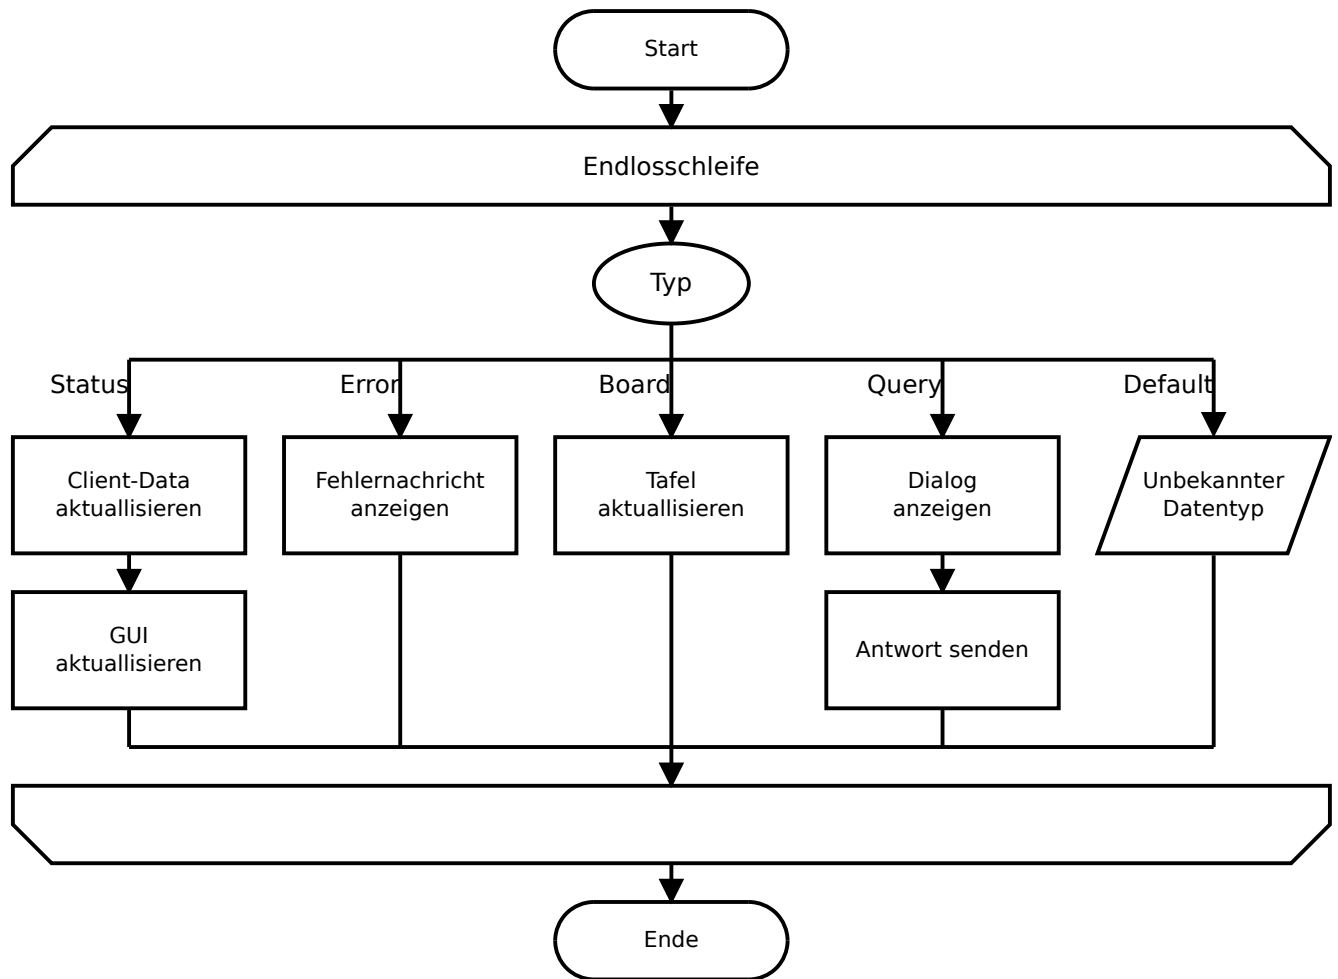 Start
Endlosschleife
Typ
Status
Error
Board
Query
Default
Client-Data
aktuallisieren
Fehlernachricht
anzeigen
Tafel
aktuallisieren
Dialog
anzeigen
Unbekannter
Datentyp
GUI
aktuallisieren
Antwort senden
Ende